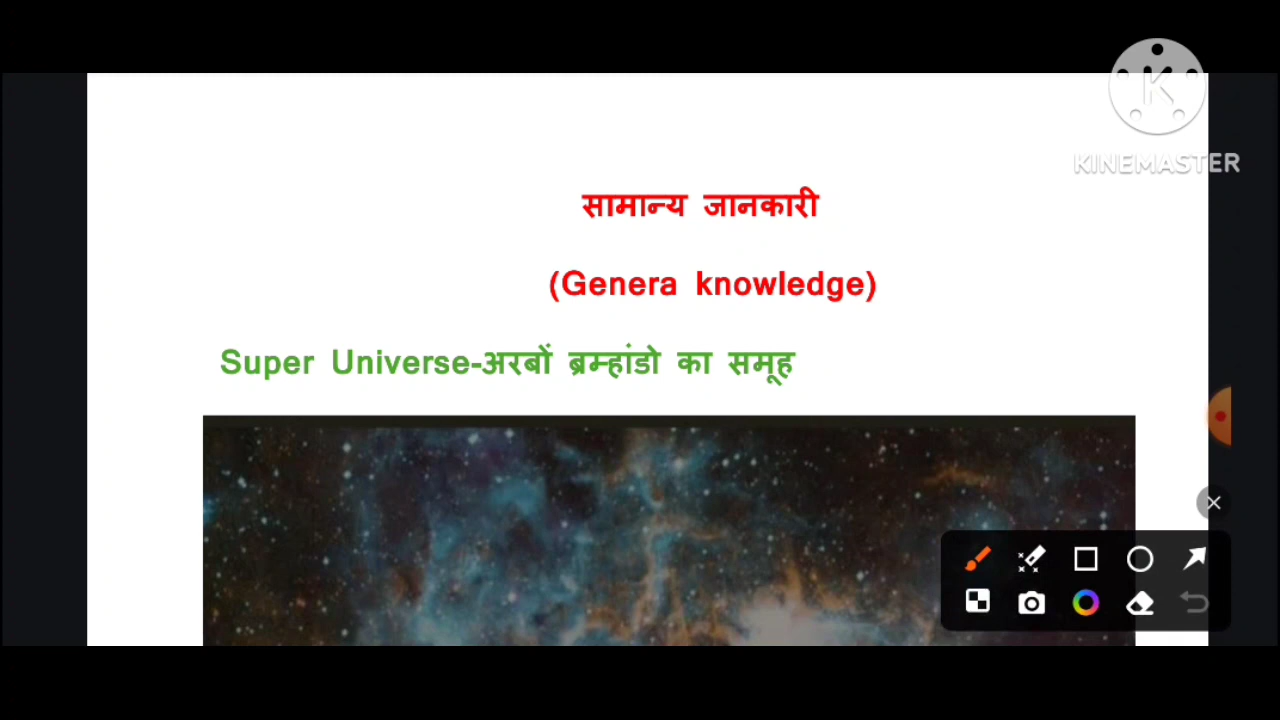 KINEMASTER
सामान्य जानकारी
(Genera knowledge)
Super Universe-अरबों ब्रम्हांडो का समूह